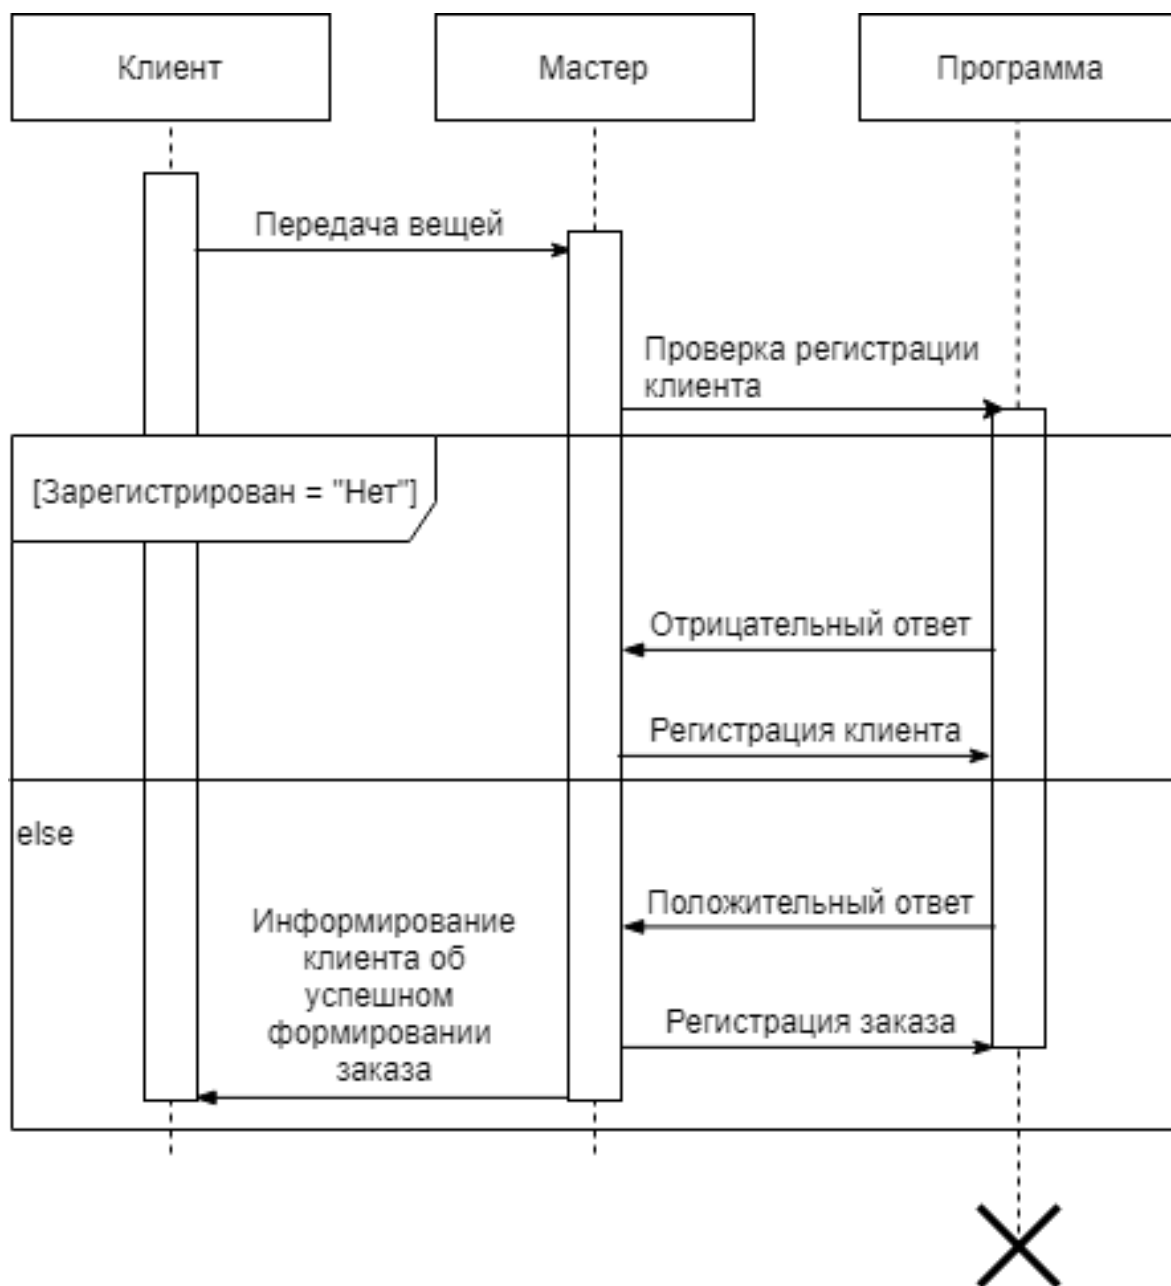 Клиент
Мастер
Программа
Передача вещей
Проверка регистрации
клиента
[Зарегистрирован = "Нет"]
Отрицательный ответ
Регистрация клиента
else
Положительный ответ
Информирование
клиента об
успешном
формировании
заказа
Регистрация заказа